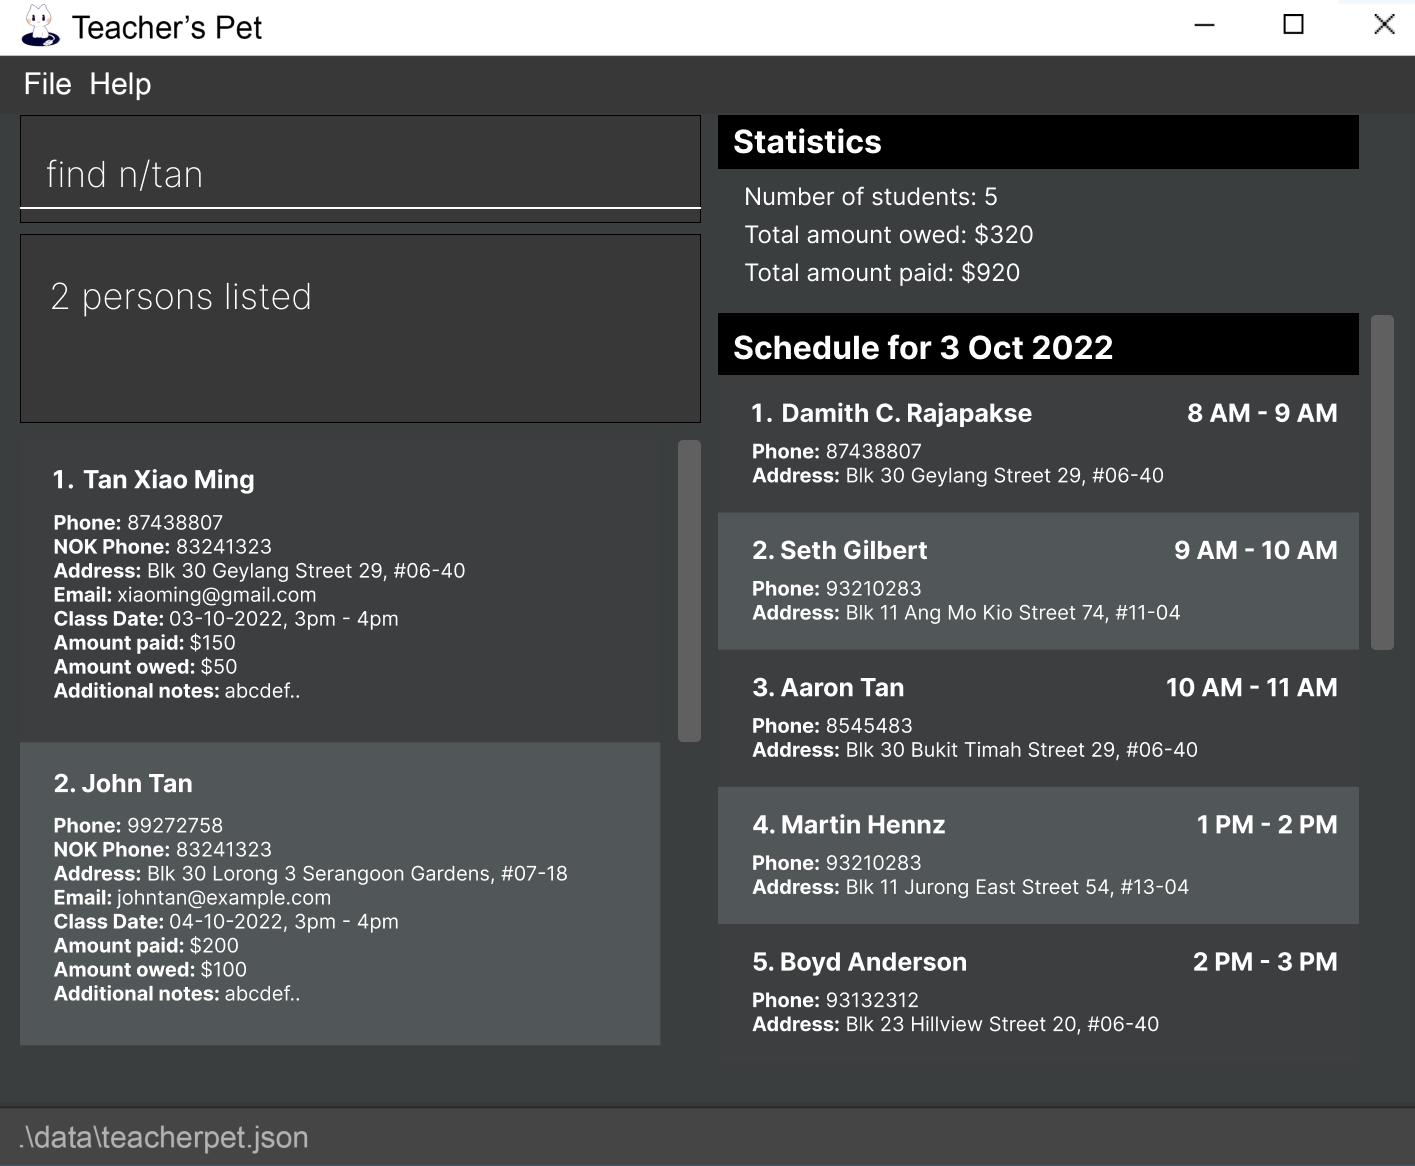 Teacher’s Pet
File Help
find n/tan
2 persons listed
1. Tan Xiao Ming
Phone: 87438807
NOK Phone: 83241323
Address: Blk 30 Geylang Street 29, #06-40
Email: xiaoming@gmail.com
Class Date: 03-10-2022, 3pm - 4pm
Amount paid: $150
Amount owed: $50
Additional notes: abcdef..
2. John Tan
Phone: 99272758
NOK Phone: 83241323
Address: Blk 30 Lorong 3 Serangoon Gardens, #07-18
Email: johntan@example.com
Class Date: 04-10-2022, 3pm - 4pm
Amount paid: $200
Amount owed: $100
Additional notes: abcdef..
Statistics
Number of students: 5
Total amount owed: $320
Total amount paid: $920
Schedule for 3 Oct 2022
1. Damith C. Rajapakse 8 AM - 9 AM
Phone: 87438807
Address: Blk 30 Geylang Street 29, #06-40
2. Seth Gilbert 9 AM - 10 AM
Phone: 93210283
Address: Blk 11 Ang Mo Kio Street 74, #11-04
3. Aaron Tan 10 AM - 11 AM
Phone: 8545483
Address: Blk 30 Bukit Timah Street 29, #06-40
4. Martin Hennz 1 PM - 2 PM
Phone: 93210283
Address: Blk 11 Jurong East Street 54, #13-04
5. Boyd Anderson 2 PM - 3 PM
Phone: 93132312
Address: Blk 23 Hillview Street 20, #06-40
.\data\teacherpet.json